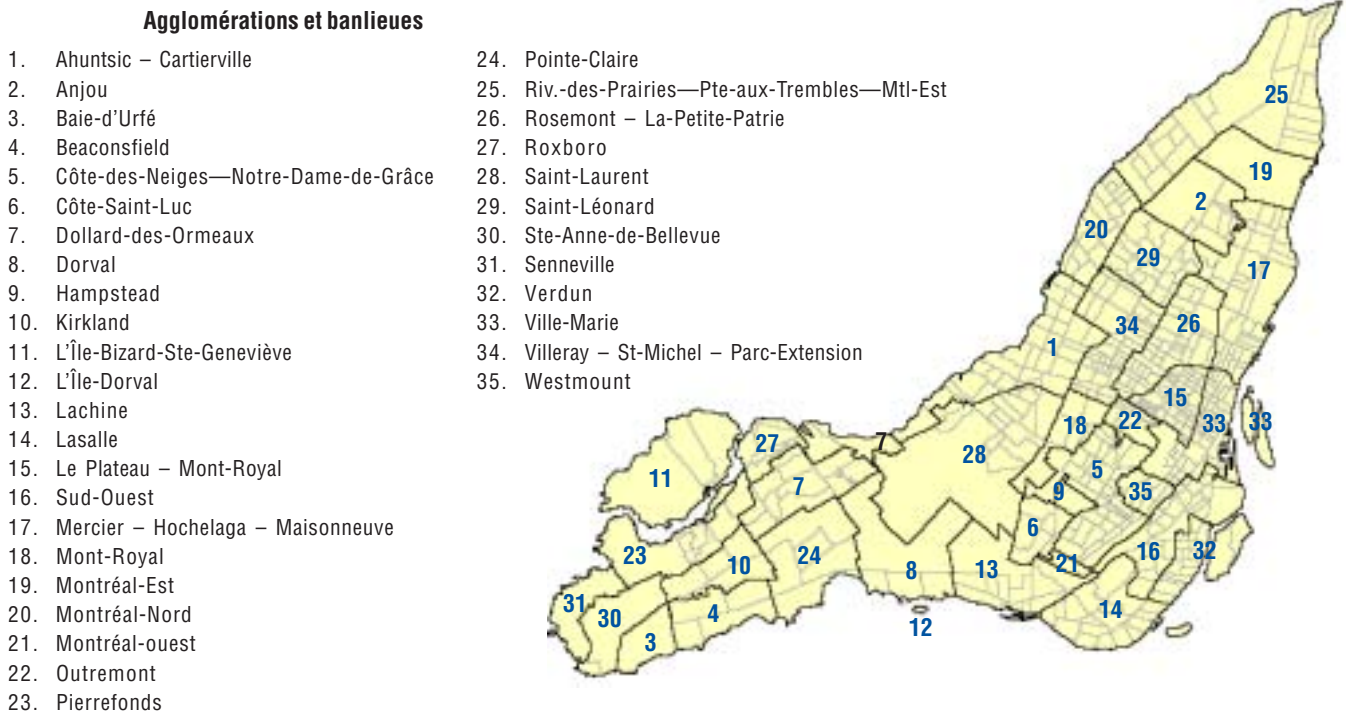 Agglomérations et banlieues
1. Ahuntsic – Cartierville
2. Anjou
3. Baie-d'Urfé
4. Beaconsfield
5. Côte-des-Neiges—Notre-Dame-de-Grâce
6. Côte-Saint-Luc
7. Dollard-des-Ormeaux
8. Dorval
9. Hampstead
10. Kirkland
11. L'Île-Bizard-Ste-Geneviève
12. L'Île-Dorval
13. Lachine
14. Lasalle
15. Le Plateau – Mont-Royal
16. Sud-Ouest
17. Mercier – Hochelaga – Maisonneuve
18. Mont-Royal
19. Montréal-Est
20. Montréal-Nord
21. Montréal-ouest
22. Outremont
23. Pierrefonds
24. Pointe-Claire
25. Riv.-des-Prairies—Pte-aux-Trembles—Mtl-Est
26. Rosemont – La-Petite-Patrie
27. Roxboro
28. Saint-Laurent
29. Saint-Léonard
30. Ste-Anne-de-Bellevue
31. Senneville
32. Verdun
33. Ville-Marie
34. Villeray – St-Michel – Parc-Extension
35. Westmount
25
19
2
20
29
17
34
26
1
15
18
22
33
33
7
27
28
5
11
7
9
35
6
23
10
24
8
13
21
16
32
31
30
4
14
12
3